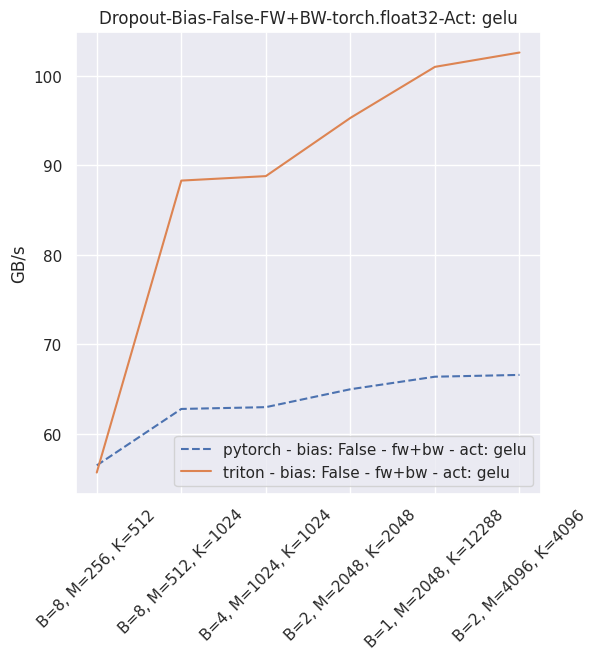 Dropout-Bias-False-FW+BW-torch.float32-Act: gelu
100
90
80
70
60
GB/s
pytorch - bias: False - fw+bw - act: gelu
triton - bias: False - fw+bw - act: gelu
B=8, M=256, K=512
B=8, M=512, K=1024
B=4, M=1024, K=1024
B=2, M=2048, K=2048
B=1, M=2048, K=12288
B=2, M=4096, K=4096